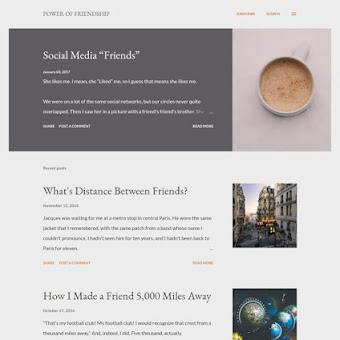 POWER OF FRIENDSHIP
SUBSCRIBE SEARCH
Social Media “Friends”
January 03, 2017
She likes me. I mean, she "Liked" me, so I guess that means she likes me.
We were on a lot of the same social networks, but our circles never quite
overlapped. Then I saw her in a picture with a friend's friend's brother. She ...
SHARE POST A COMMENT READ MORE
Recent posts
What's Distance Between Friends?
November 13, 2016
Jacques was waiting for me at a metro stop in central Paris. He wore the same
jacket that I remembered, with the same patch from a band whose name I
couldn't pronounce. I hadn't seen him for ten years, and I hadn't been back to
Paris for eleven.
SHARE POST A COMMENT READ MORE
How I Made a Friend 5,000 Miles Away
October 17, 2016
"That's my football club! My football club! I would recognize that crest from a
thousand miles away." And, indeed, I did. Five thousand, actually.